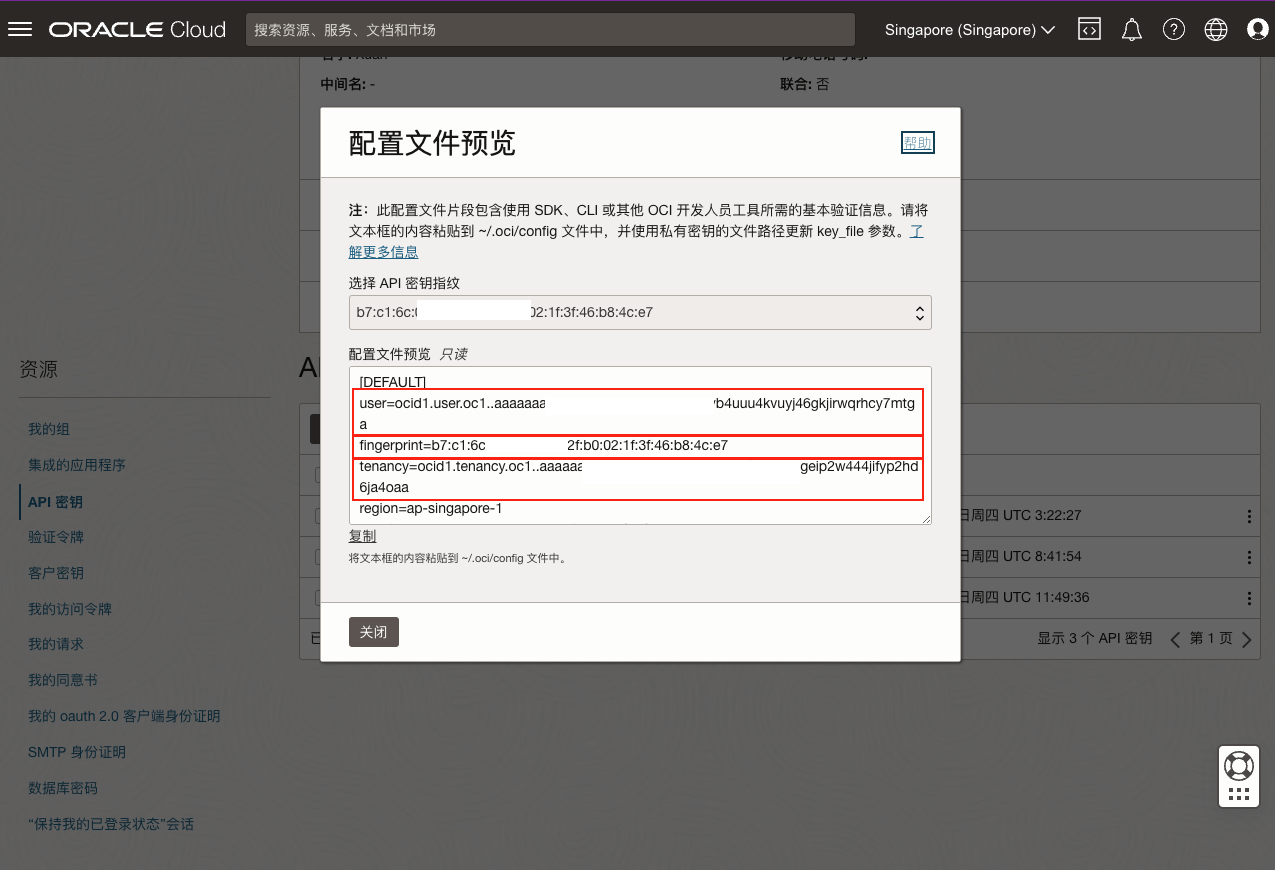 ORACLE Cloud
搜索资源、服务、文档和市场
Singapore (Singapore)
中间名: -
联合: 否
配置文件预览
帮助
注：此配置文件片段包含使用 SDK、CLI 或其他 OCI 开发人员工具所需的基本验证信息。请将
文本框的内容粘贴到 ~/.oci/config 文件中，并使用私有密钥的文件路径更新 key_file 参数。了
解更多信息
选择 API 密钥指纹
b7:c1:6c: 02:1f:3f:46:b8:4c:e7
配置文件预览 只读
[DEFAULT]
user=ocid1.user.oc1..aaaaaaa b4uuu4kvuyj46gkjirwqrhcy7mtg
a
fingerprint=b7:c1:6c 2f:b0:02:1f:3f:46:b8:4c:e7
tenancy=ocid1.tenancy.oc1..aaaaaa geip2w444jifyp2hd
6ja4oaa
region=ap-singapore-1
复制
将文本框的内容粘贴到 ~/.oci/config 文件中。
关闭
资源
我的组
集成的应用程序
API 密钥
验证令牌
客户密钥
我的访问令牌
我的请求
我的同意书
我的 oauth 2.0 客户端身份证明
SMTP 身份证明
数据库密码
“保持我的已登录状态”会话
日周四 UTC 3:22:27
日周四 UTC 8:41:54
日周四 UTC 11:49:36
显示 3 个 API 密钥
第 1 页